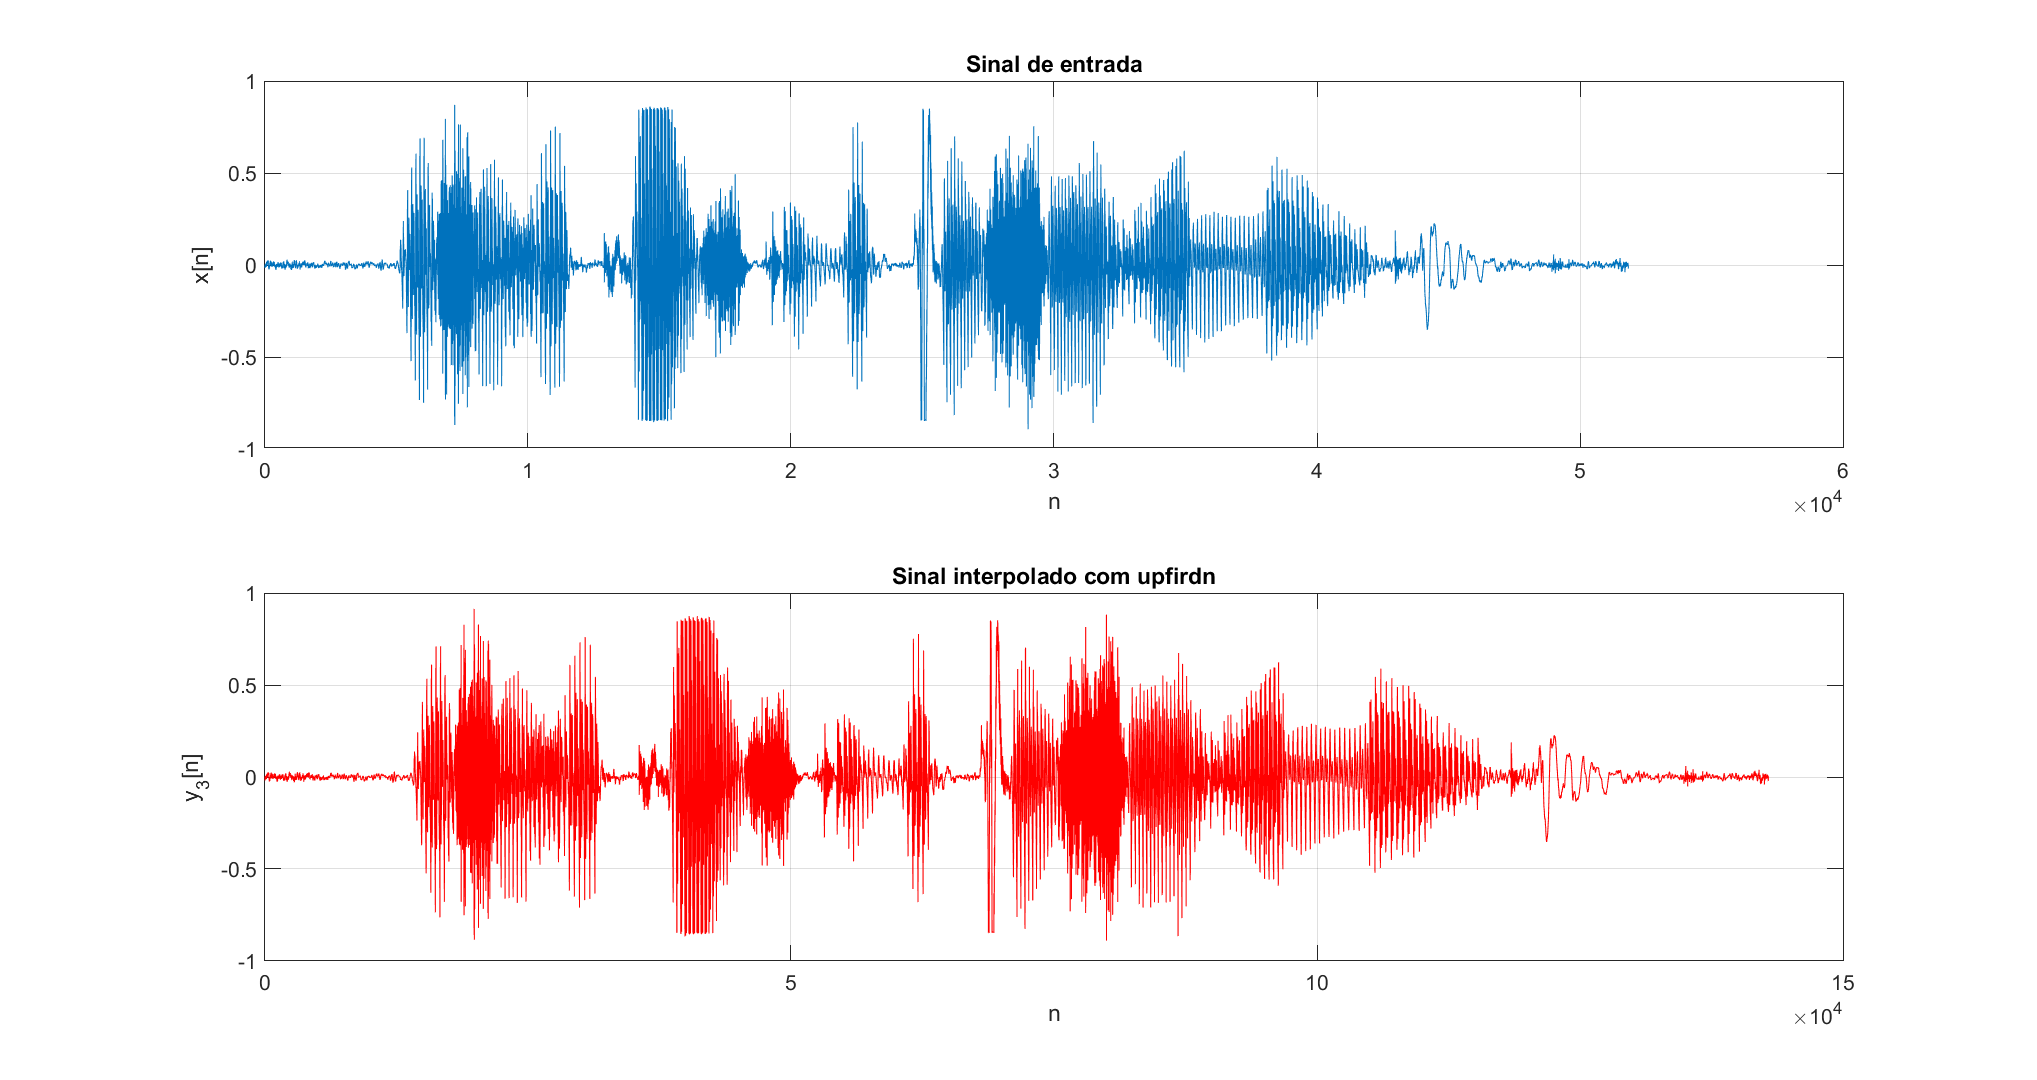 Sinal de entrada
1
0.5
0
-0.5
-1
x[n]
0 1 2 3 4 5 6
n
×10^4
Sinal interpolado com upfirdn
1
0.5
0
-0.5
-1
y_3[n]
0 5 10 15
n
×10^4